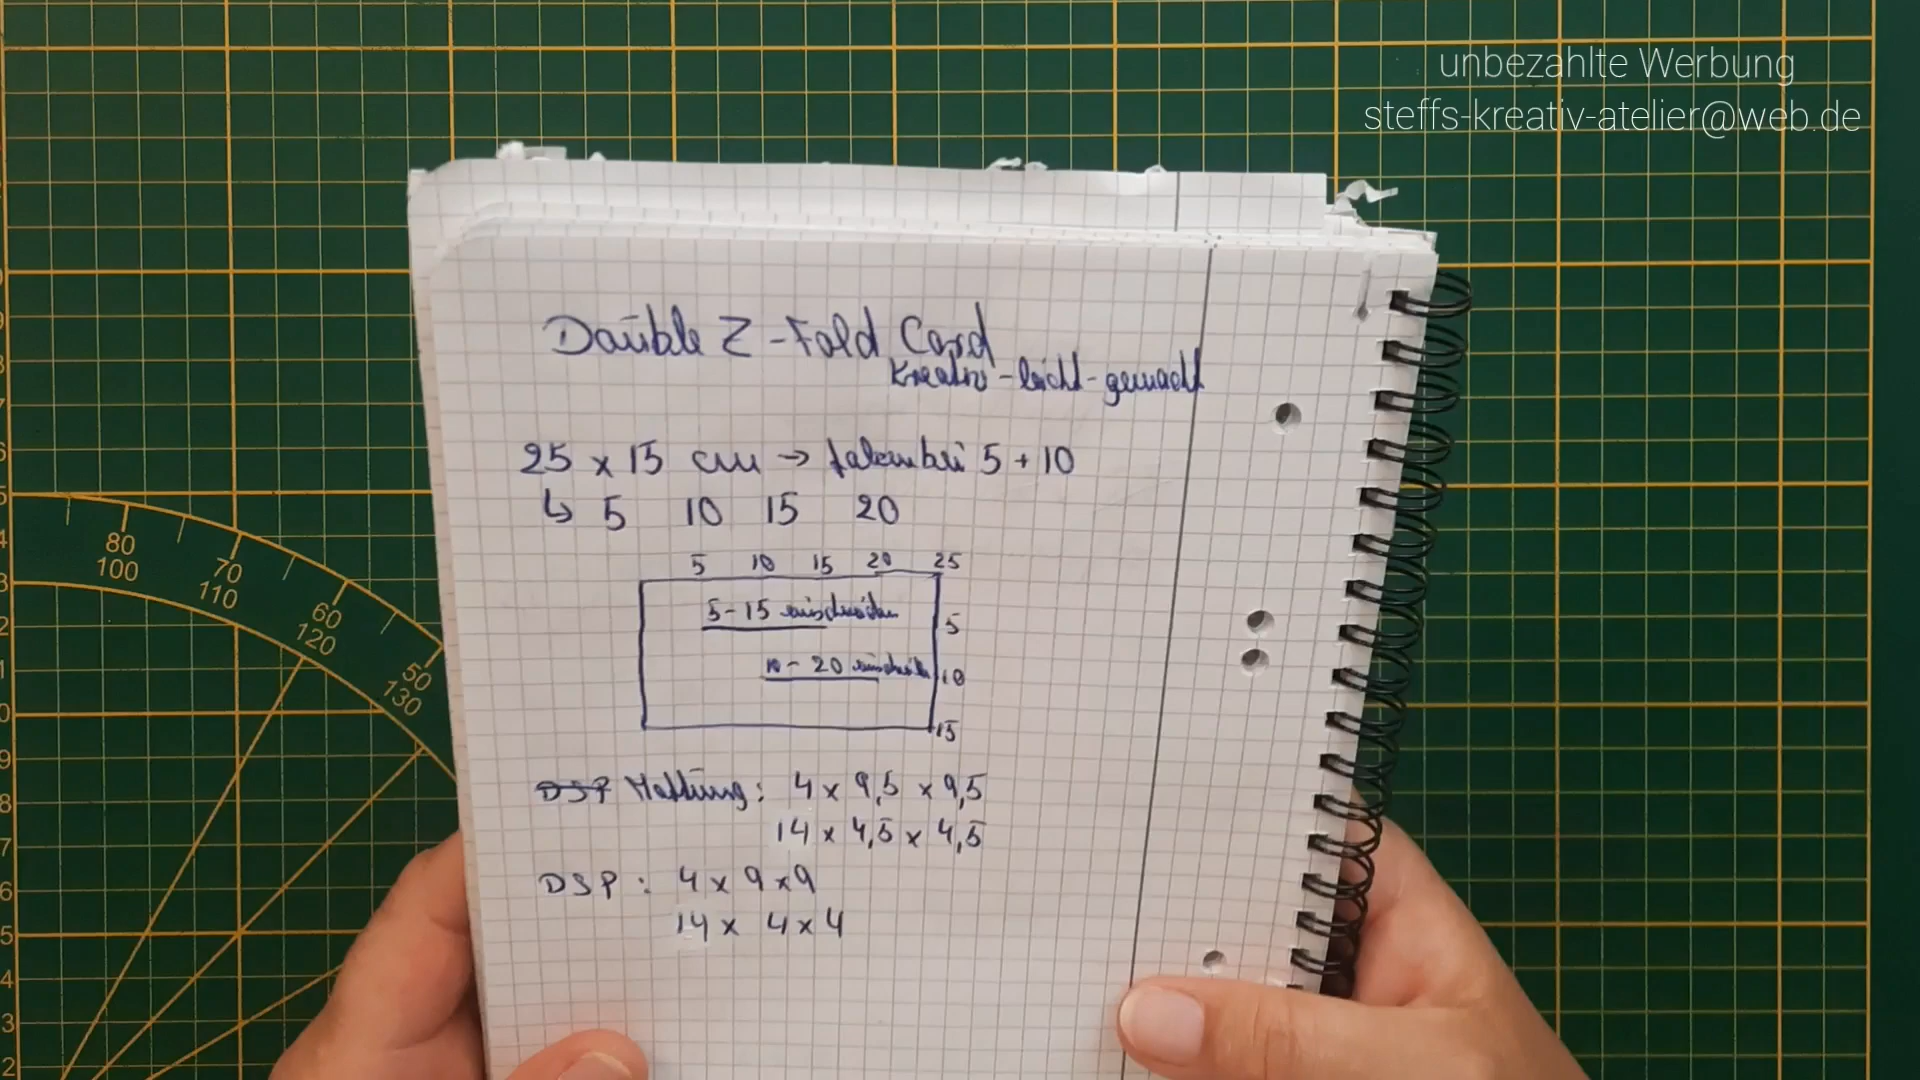 unbezahlte Werbung
steffs-kreativ-atelier@web.de
Double Z-Fold Card
Kreativ-leicht-gemacht
25 x 15 cm → falzen bei 5 + 10
↳ 5 10 15 20
5 10 15 20 25
5-15 einschneiden
5
10-20 einschneiden
10
15
DSP Mattung: 4 x 9,5 x 9,5
14 x 4,5 x 4,5
DSP: 4 x 9 x 9
14 x 4 x 4
80
100
70
110
60
120
50
130